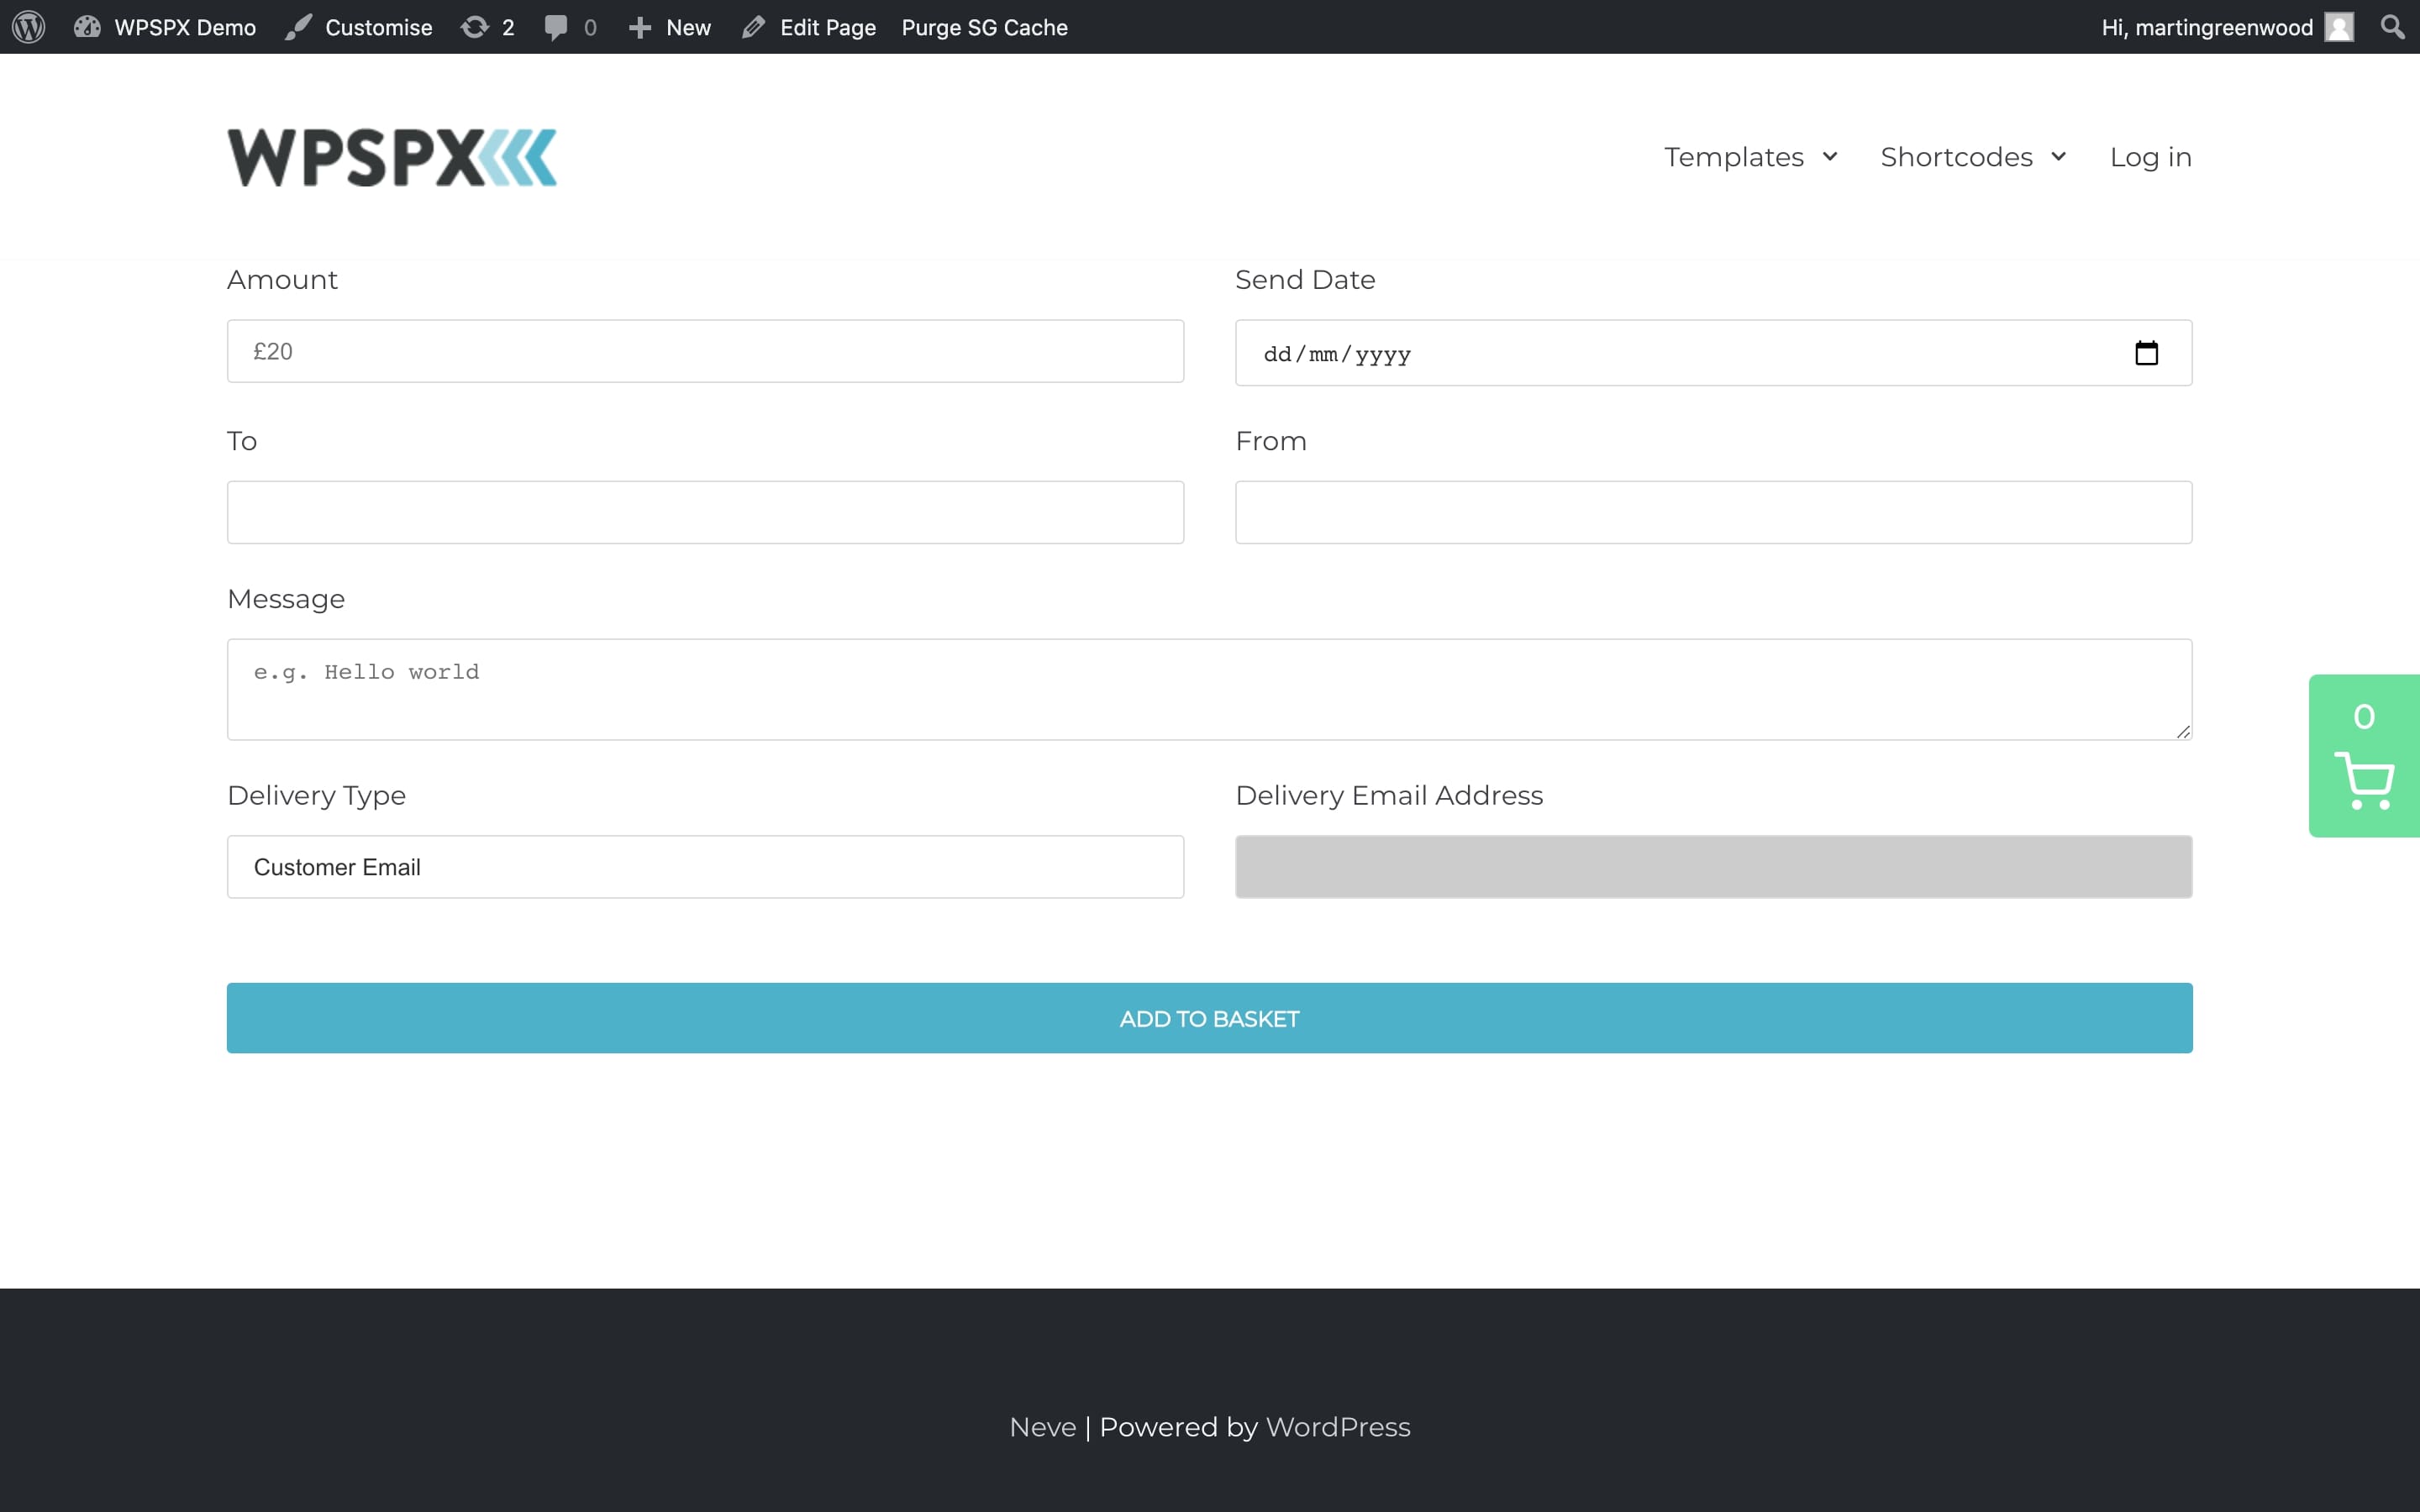 WPSPX Demo Customise 2 0 New Edit Page Purge SG Cache Hi, martingreenwood
WPSPX Templates Shortcodes Log in
Amount Send Date
£20 dd/mm/yyyy
To From
Message
e.g. Hello world
0
Delivery Type Delivery Email Address
Customer Email
ADD TO BASKET
Neve | Powered by WordPress